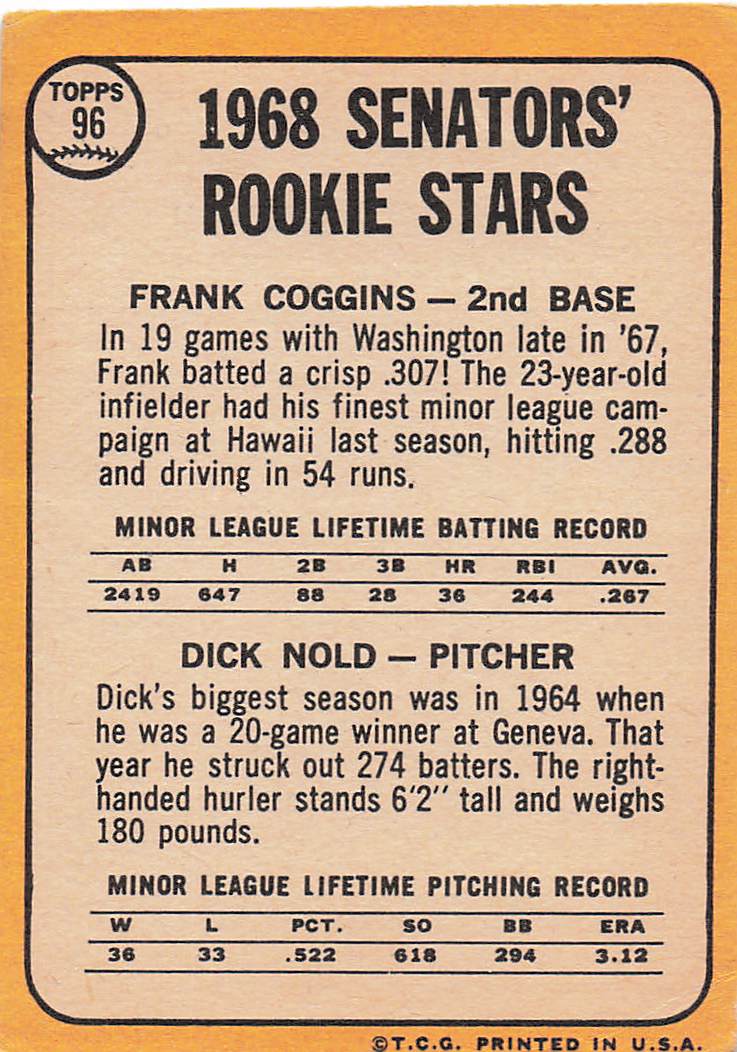 TOPPS
96
1968 SENATORS'
ROOKIE STARS
FRANK COGGINS — 2nd BASE
In 19 games with Washington late in '67,
Frank batted a crisp .307! The 23-year-old
infielder had his finest minor league cam-
paign at Hawaii last season, hitting .288
and driving in 54 runs.
MINOR LEAGUE LIFETIME BATTING RECORD
AB H 2B 3B HR RBI AVG.
2419 647 88 28 36 244 .267
DICK NOLD — PITCHER
Dick's biggest season was in 1964 when
he was a 20-game winner at Geneva. That
year he struck out 274 batters. The right-
handed hurler stands 6'2'' tall and weighs
180 pounds.
MINOR LEAGUE LIFETIME PITCHING RECORD
W L PCT. SO BB ERA
36 33 .522 618 294 3.12
©T.C.G. PRINTED IN U.S.A.